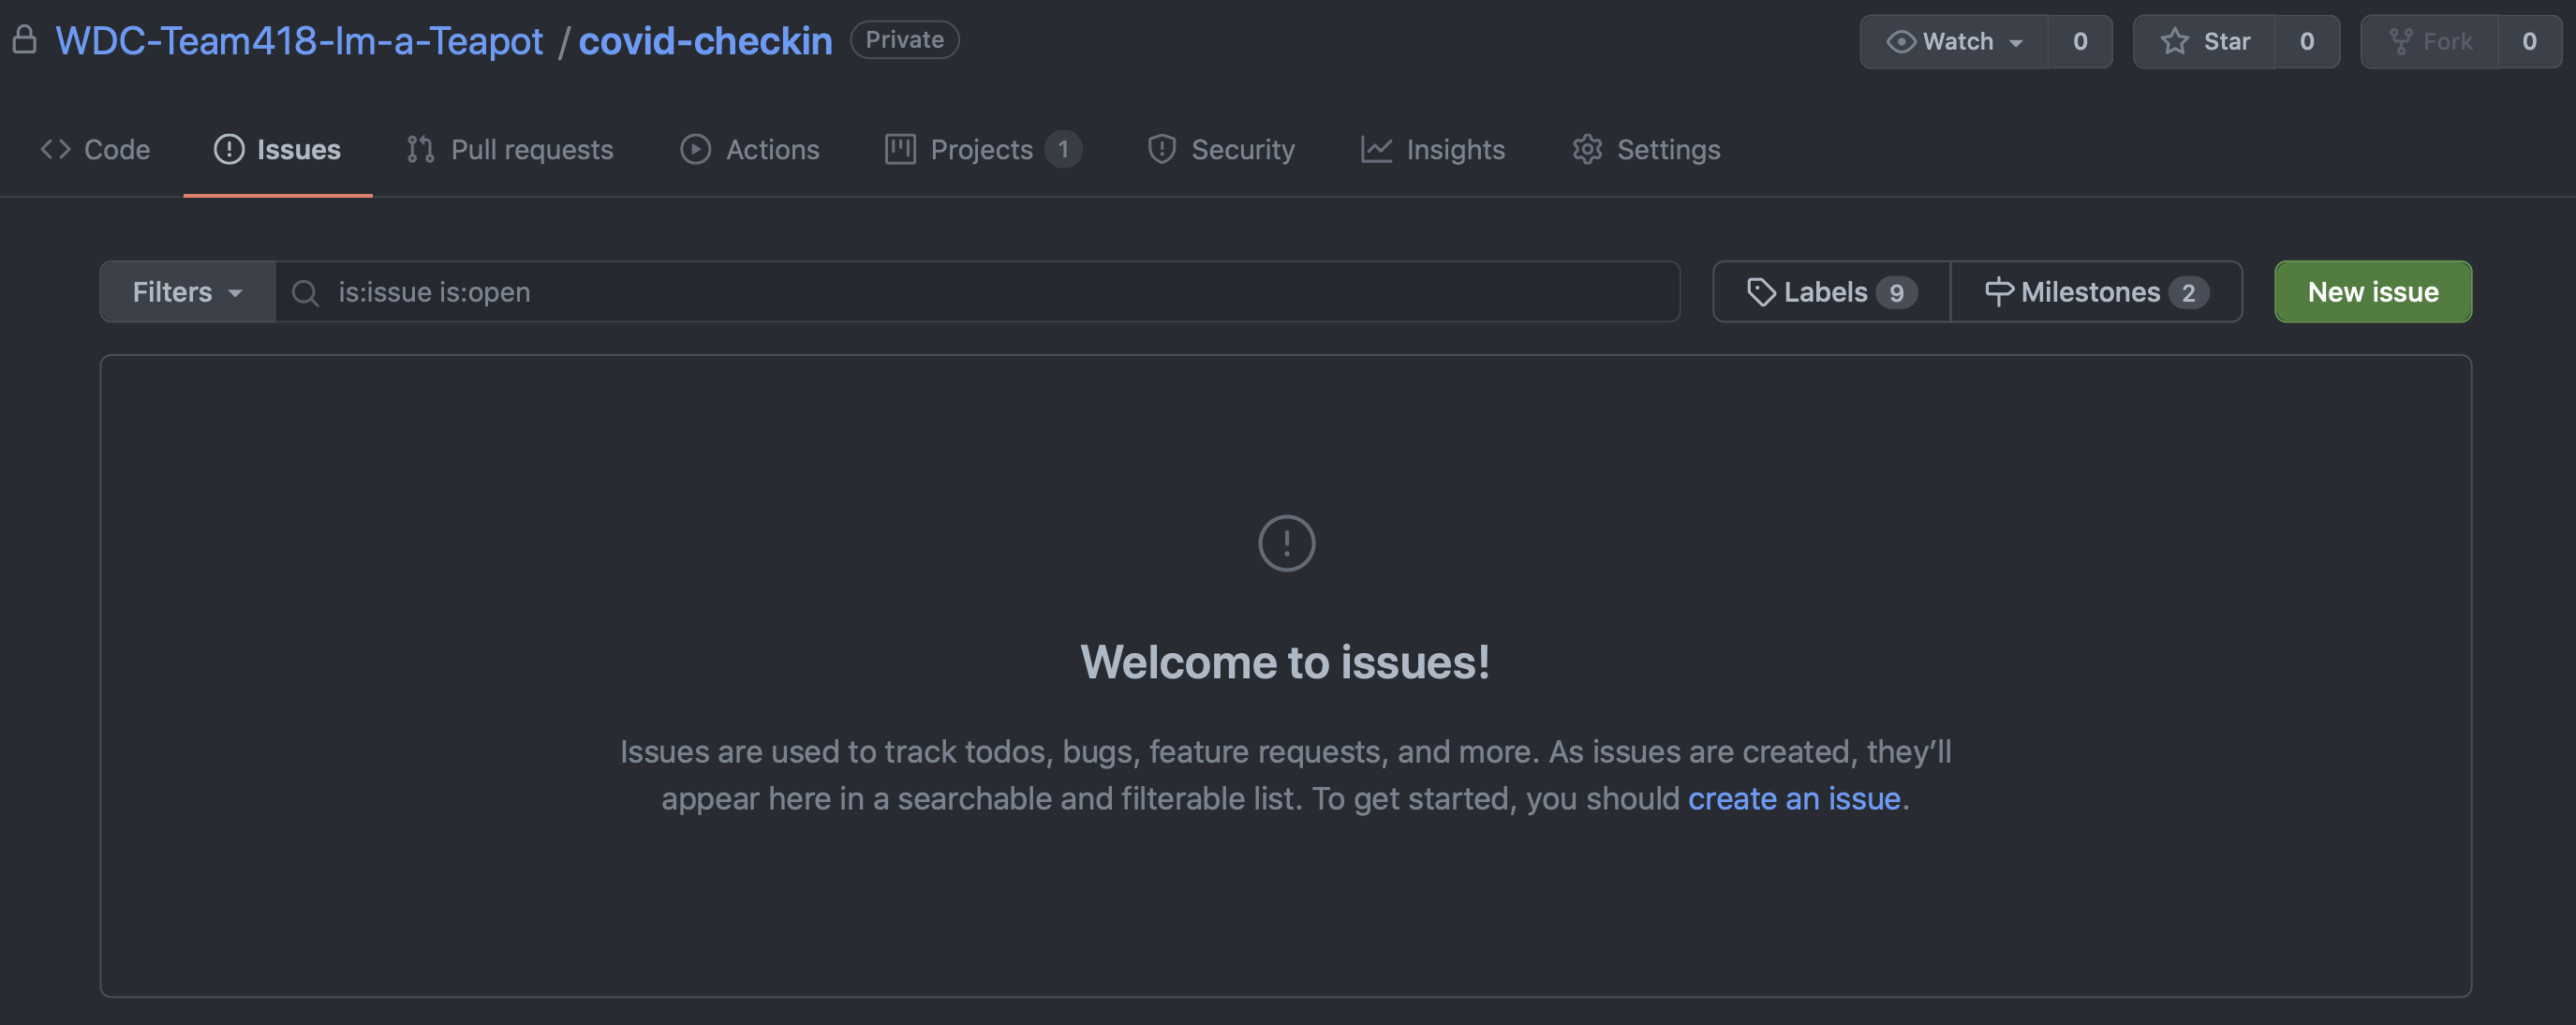 WDC-Team418-Im-a-Teapot / covid-checkin Private Watch 0 Star 0 Fork 0
Code Issues Pull requests Actions Projects 1 Security Insights Settings
Filters is:issue is:open Labels 9 Milestones 2 New issue
Welcome to issues!
Issues are used to track todos, bugs, feature requests, and more. As issues are created, they’ll
appear here in a searchable and filterable list. To get started, you should create an issue.